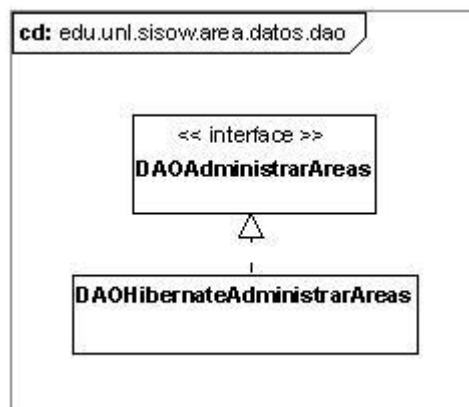 cd: edu.unl.sisow.area.datos.dao
<< interface >>
DAOAdministrarAreas
DAOHibernateAdministrarAreas